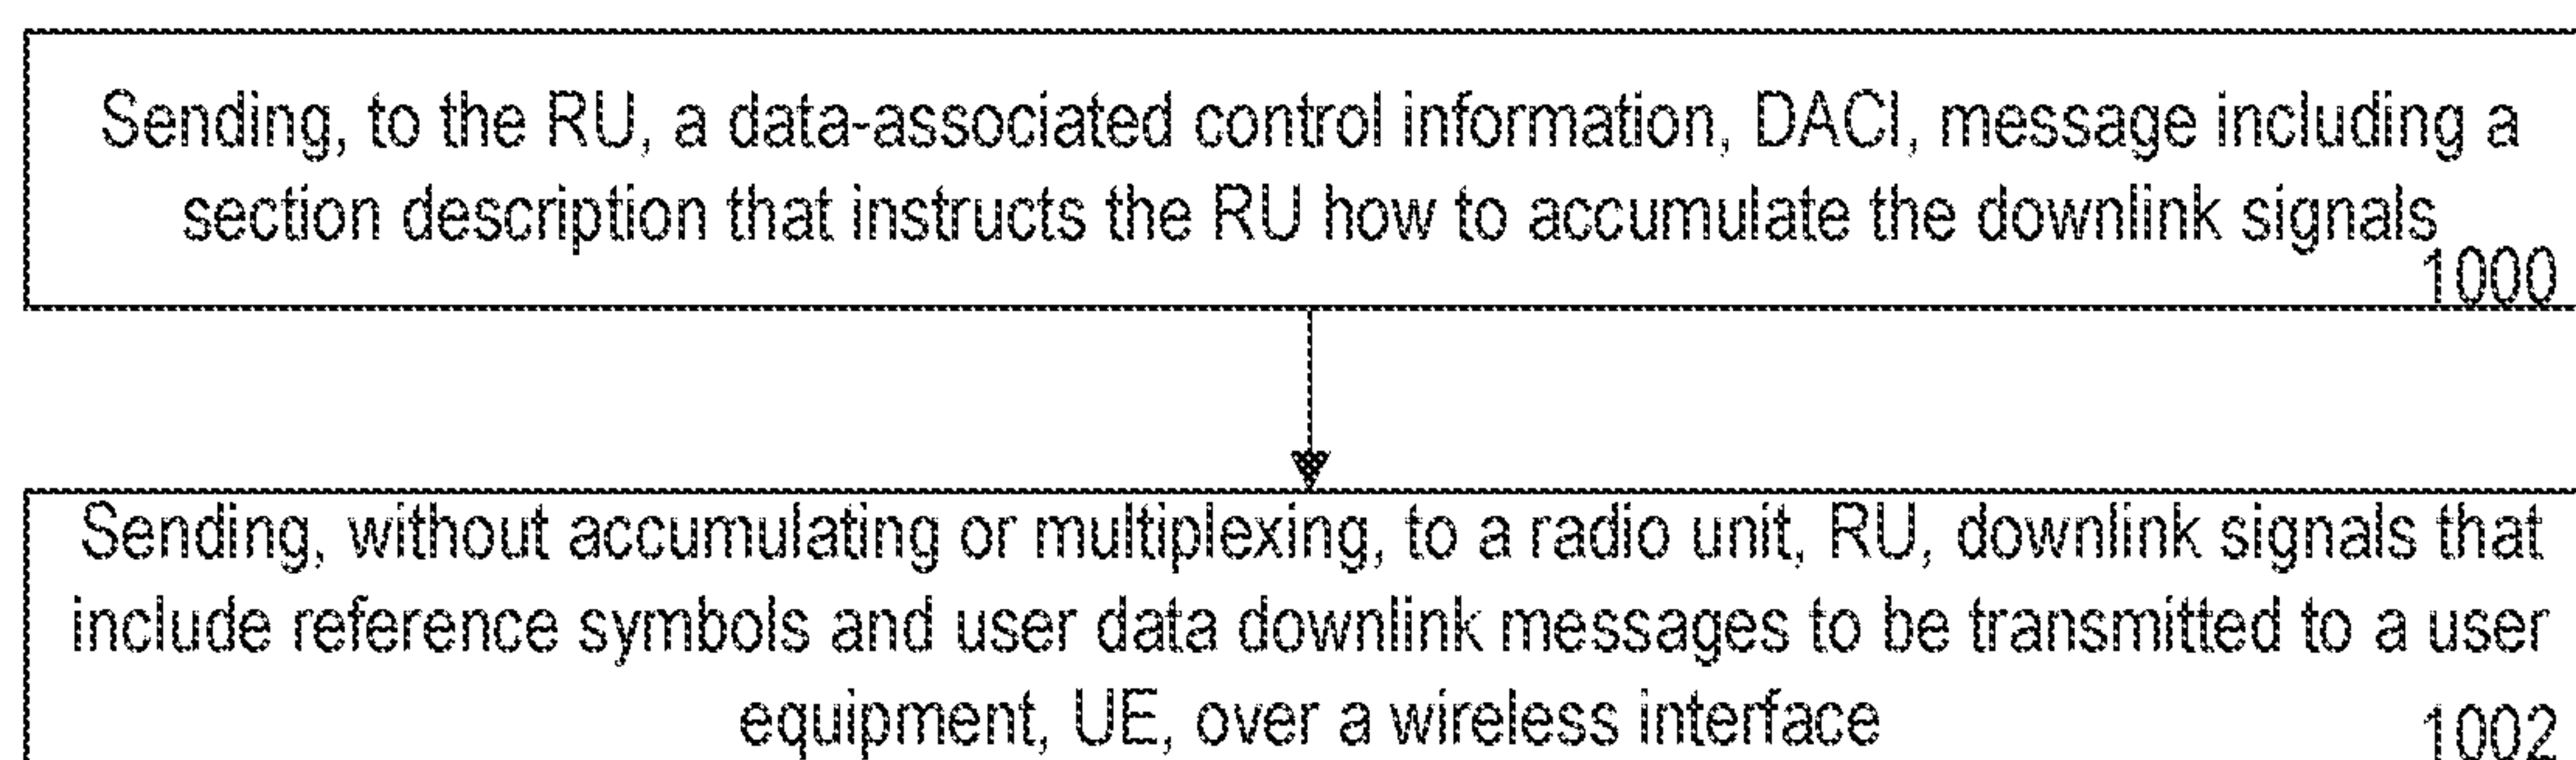 Sending, to the RU, a data-associated control information, DACI, message including a
section description that instructs the RU how to accumulate the downlink signals
1000
Sending, without accumulating or multiplexing, to a radio unit, RU, downlink signals that
include reference symbols and user data downlink messages to be transmitted to a user
equipment, UE, over a wireless interface
1002